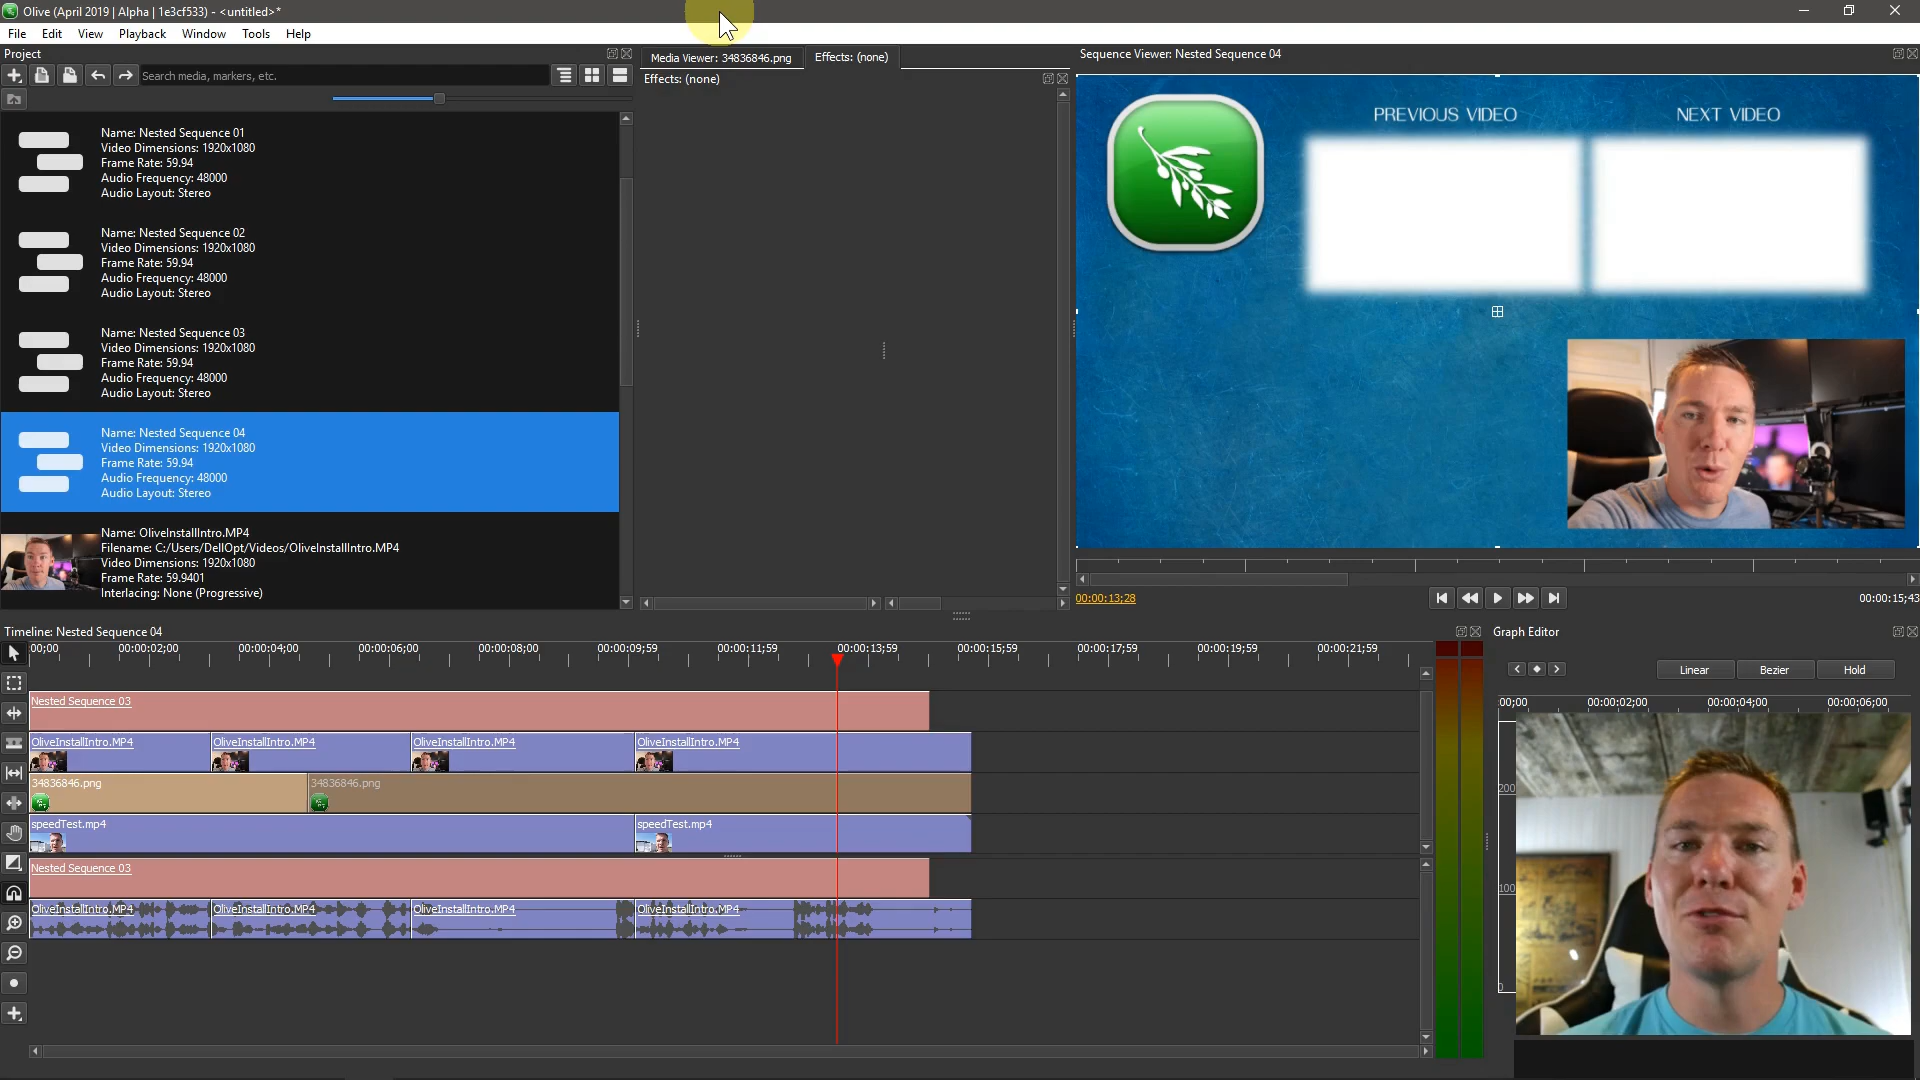 Olive (April 2019 | Alpha | 1e3cf533) - <untitled>*
File Edit View Playback Window Tools Help
Project
Search media, markers, etc.
Name: Nested Sequence 01
Video Dimensions: 1920x1080
Frame Rate: 59.94
Audio Frequency: 48000
Audio Layout: Stereo
Name: Nested Sequence 02
Video Dimensions: 1920x1080
Frame Rate: 59.94
Audio Frequency: 48000
Audio Layout: Stereo
Name: Nested Sequence 03
Video Dimensions: 1920x1080
Frame Rate: 59.94
Audio Frequency: 48000
Audio Layout: Stereo
Name: Nested Sequence 04
Video Dimensions: 1920x1080
Frame Rate: 59.94
Audio Frequency: 48000
Audio Layout: Stereo
Name: OliveInstallIntro.MP4
Filename: C:/Users/DellOpt/Videos/OliveInstallIntro.MP4
Video Dimensions: 1920x1080
Frame Rate: 59.9401
Interlacing: None (Progressive)
Media Viewer: 34836846.png Effects: (none)
Effects: (none)
Sequence Viewer: Nested Sequence 04
PREVIOUS VIDEO NEXT VIDEO
00:00:13;28 00:00:15;43
Timeline: Nested Sequence 04
00;00 00:00:02;00 00:00:04;00 00:00:06;00 00:00:08;00 00:00:09;59 00:00:11;59 00:00:13;59 00:00:15;59 00:00:17;59 00:00:19;59 00:00:21;59
Nested Sequence 03
OliveInstallIntro.MP4 OliveInstallIntro.MP4 OliveInstallIntro.MP4 OliveInstallIntro.MP4
34836846.png 34836846.png
speedTest.mp4 speedTest.mp4
Nested Sequence 03
OliveInstallIntro.MP4 OliveInstallIntro.MP4 OliveInstallIntro.MP4 OliveInstallIntro.MP4
Graph Editor
Linear Bezier Hold
00;00 00:00:02;00 00:00:04;00 00:00:06;00
200
100
0